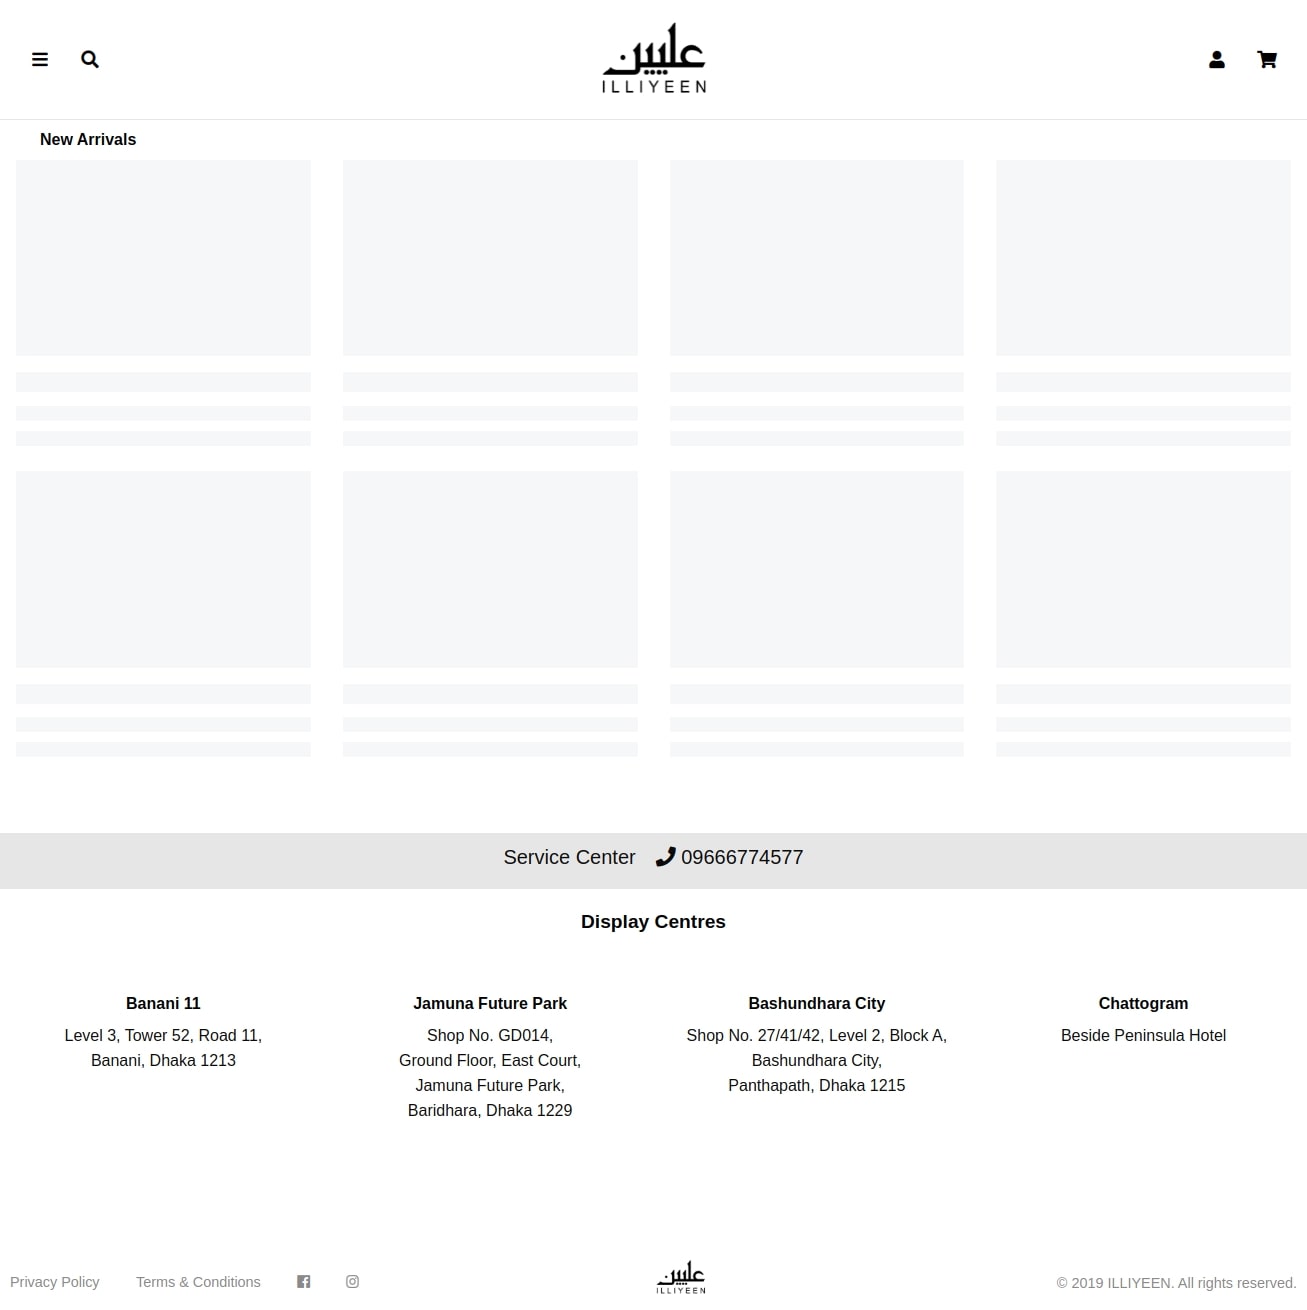 عليين
ILLIYEEN
New Arrivals
Service Center 09666774577
Display Centres
Banani 11
Level 3, Tower 52, Road 11,
Banani, Dhaka 1213
Jamuna Future Park
Shop No. GD014,
Ground Floor, East Court,
Jamuna Future Park,
Baridhara, Dhaka 1229
Bashundhara City
Shop No. 27/41/42, Level 2, Block A,
Bashundhara City,
Panthapath, Dhaka 1215
Chattogram
Beside Peninsula Hotel
Privacy Policy Terms & Conditions
عليين
ILLIYEEN
© 2019 ILLIYEEN. All rights reserved.